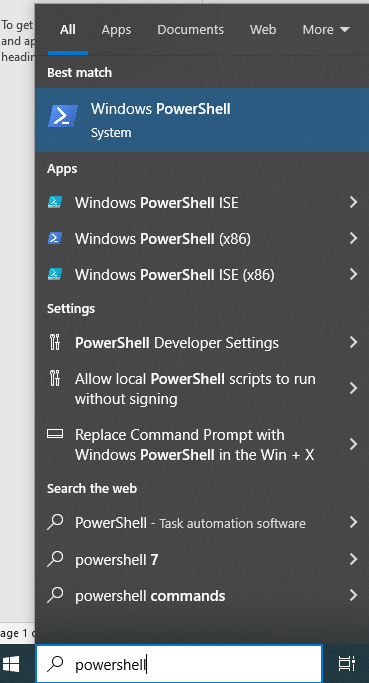 To get
and ap
headin
All Apps Documents Web More
Best match
Windows PowerShell
System
Apps
Windows PowerShell ISE
Windows PowerShell (x86)
Windows PowerShell ISE (x86)
Settings
PowerShell Developer Settings
Allow local PowerShell scripts to run
without signing
Replace Command Prompt with
Windows PowerShell in the Win + X
Search the web
PowerShell - Task automation software
powershell 7
powershell commands
age 1 o
powershell